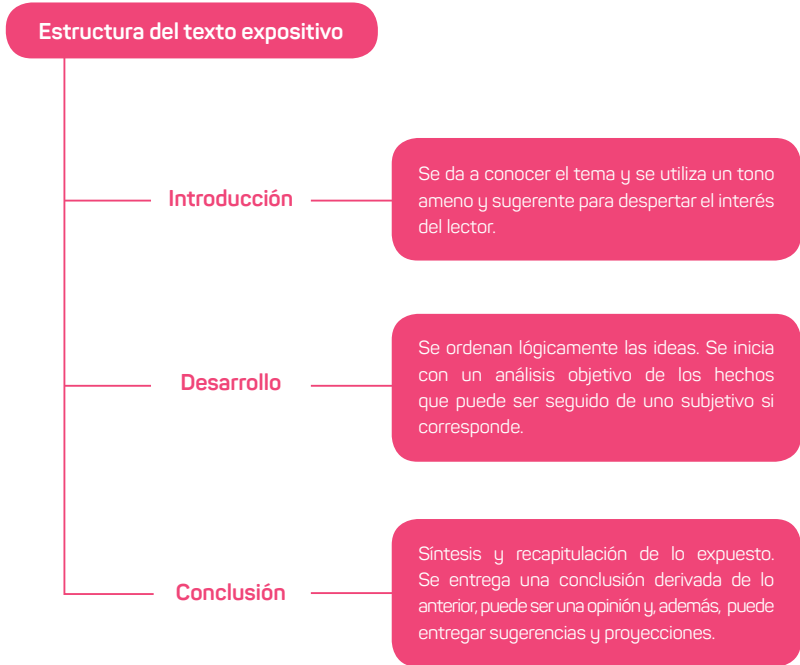 Estructura del texto expositivo
Introducción
Se da a conocer el tema y se utiliza un tono
ameno y sugerente para despertar el interés
del lector.
Desarrollo
Se ordenan lógicamente las ideas. Se inicia
con un análisis objetivo de los hechos
que puede ser seguido de uno subjetivo si
corresponde.
Conclusión
Síntesis y recapitulación de lo expuesto.
Se entrega una conclusión derivada de lo
anterior, puede ser una opinión y, además, puede
entregar sugerencias y proyecciones.